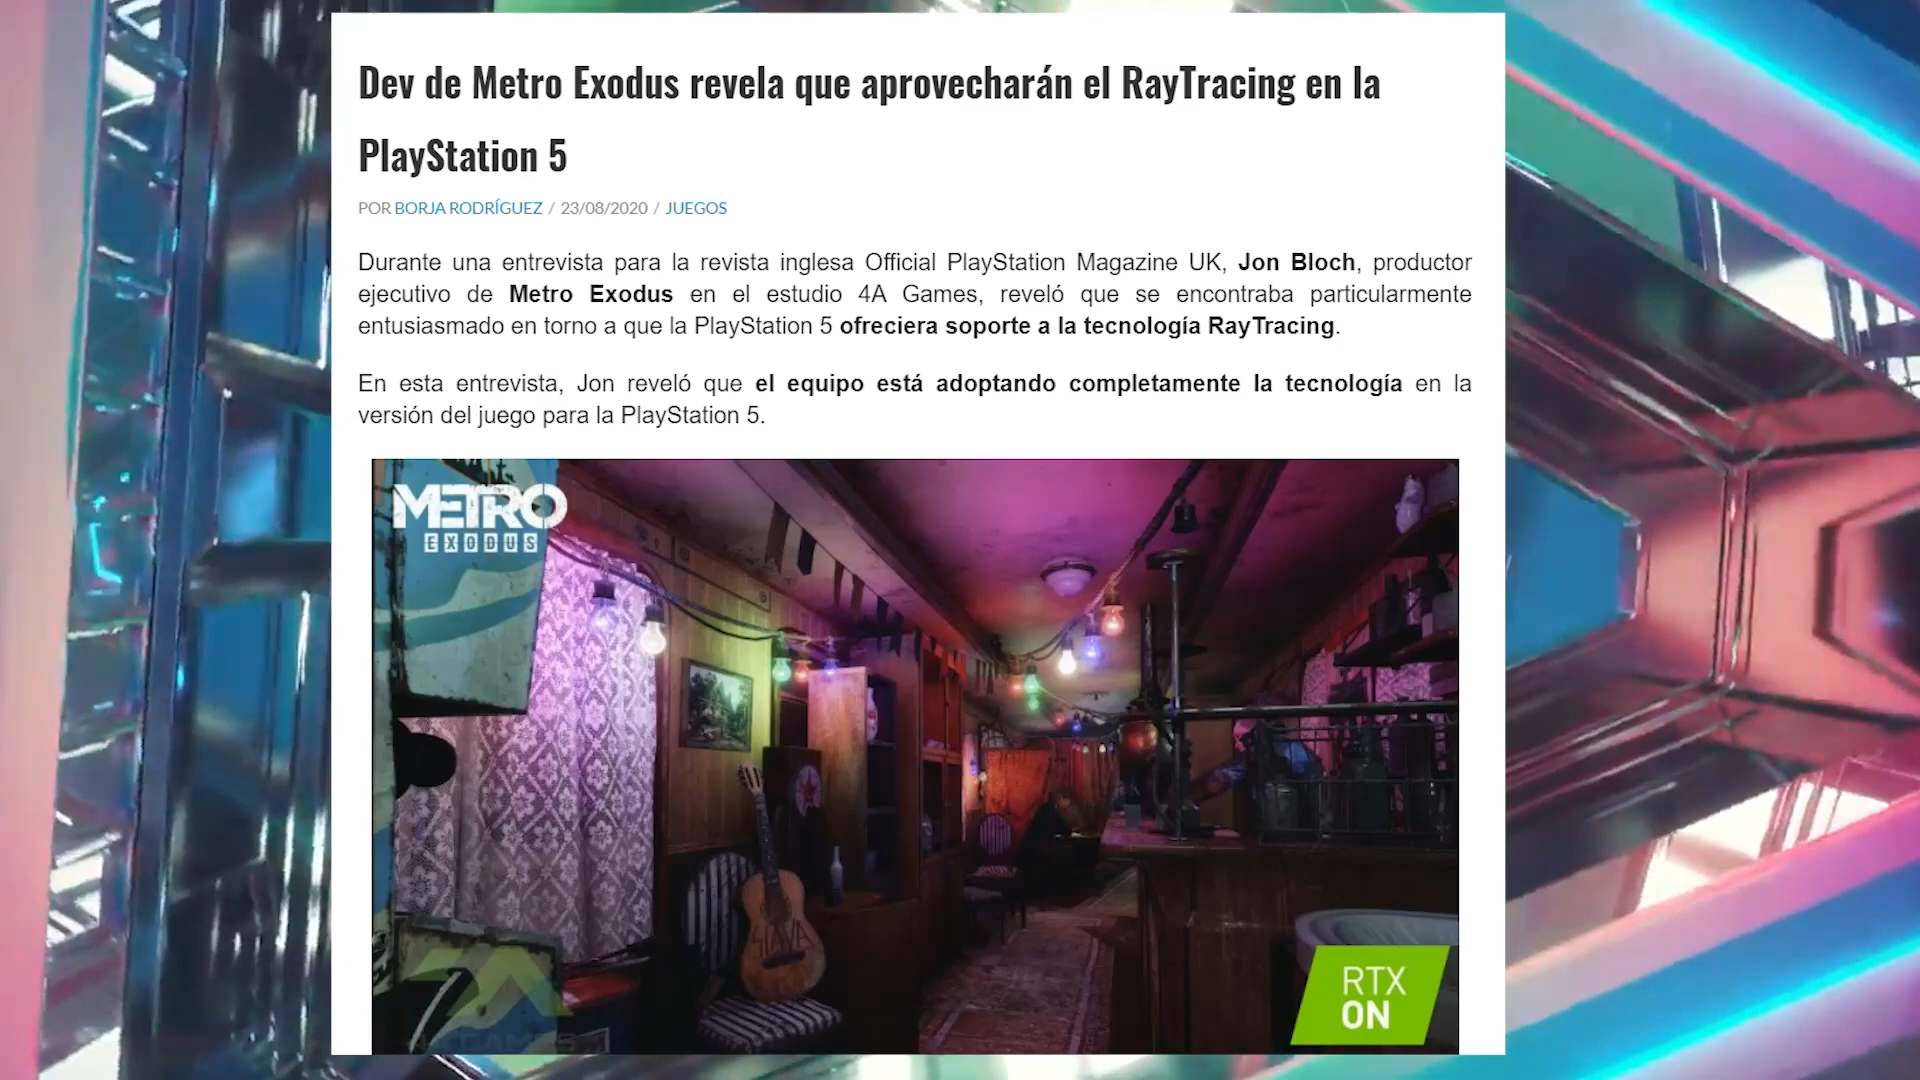 Dev de Metro Exodus revela que aprovecharán el RayTracing en la
PlayStation 5
POR BORJA RODRÍGUEZ / 23/08/2020 / JUEGOS
Durante una entrevista para la revista inglesa Official PlayStation Magazine UK, Jon Bloch, productor
ejecutivo de Metro Exodus en el estudio 4A Games, reveló que se encontraba particularmente
entusiasmado en torno a que la PlayStation 5 ofreciera soporte a la tecnología RayTracing.
En esta entrevista, Jon reveló que el equipo está adoptando completamente la tecnología en la
versión del juego para la PlayStation 5.
METRO
EXODUS
RTX
ON